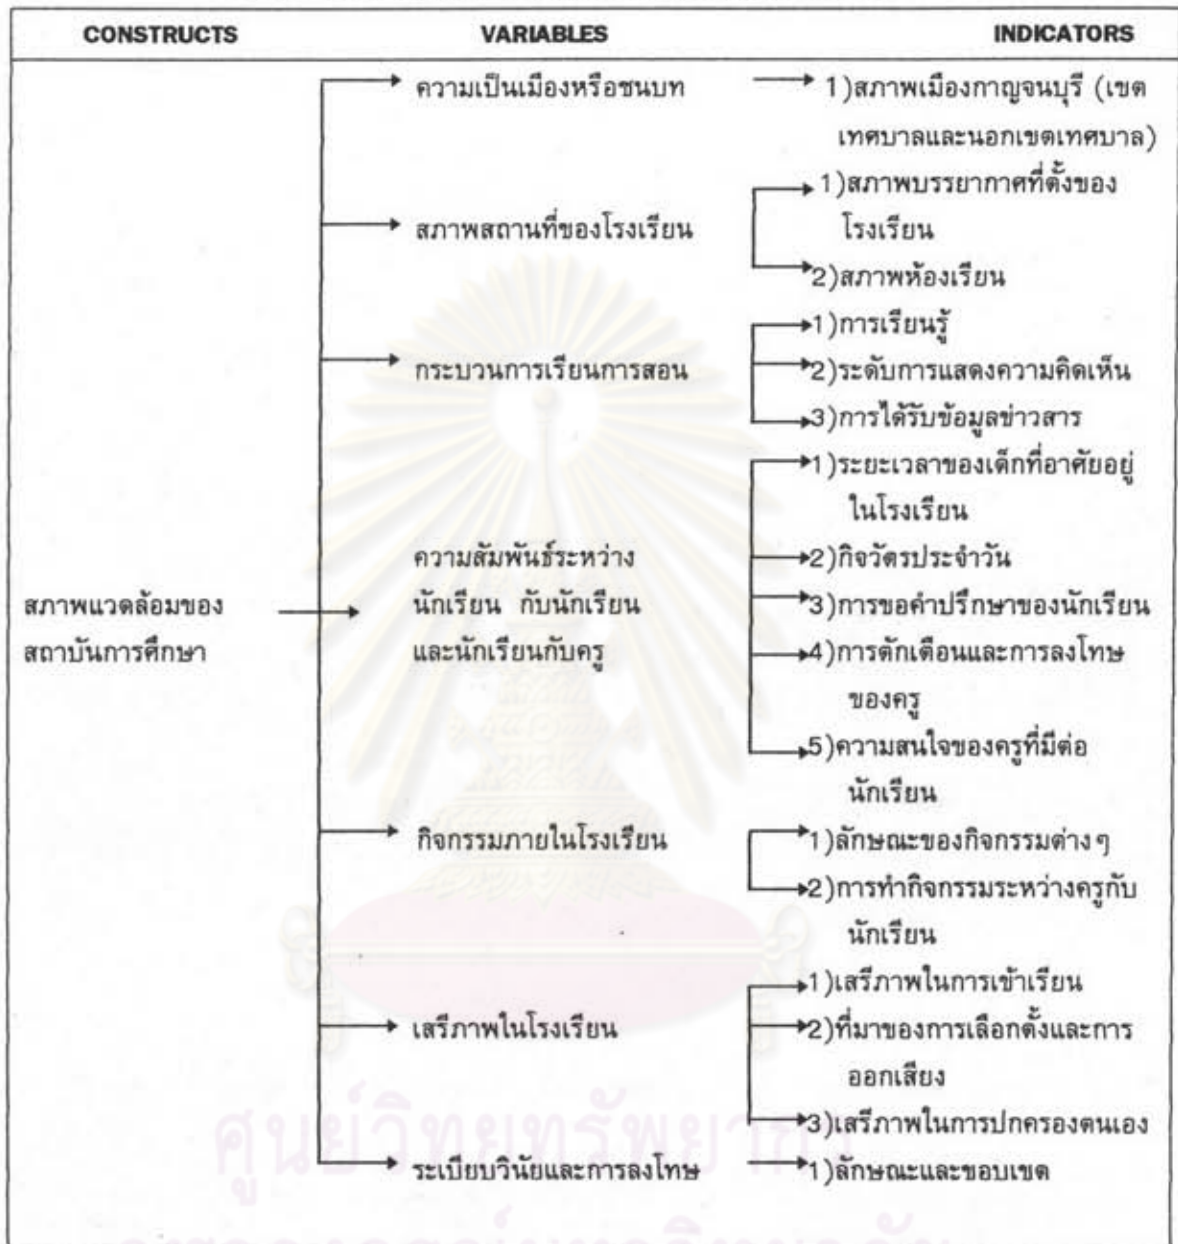 CONSTRUCTS VARIABLES INDICATORS
ความเป็นเมืองหรือชนบท 1)สภาพเมืองกาญจนบุรี (เขต
เทศบาลและนอกเขตเทศบาล)
1)สภาพบรรยากาศที่ตั้งของ
สภาพสถานที่ของโรงเรียน โรงเรียน
2)สภาพห้องเรียน
1)การเรียนรู้
กระบวนการเรียนการสอน 2)ระดับการแสดงความคิดเห็น
3)การได้รับข้อมูลข่าวสาร
1)ระยะเวลาของเด็กที่อาศัยอยู่
ในโรงเรียน
ความสัมพันธ์ระหว่าง 2)กิจวัตรประจำวัน
สภาพแวดล้อมของ นักเรียน กับนักเรียน 3)การขอคำปรึกษาของนักเรียน
สถาบันการศึกษา และนักเรียนกับครู 4)การตักเตือนและการลงโทษ
ของครู
5)ความสนใจของครูที่มีต่อ
นักเรียน
กิจกรรมภายในโรงเรียน 1)ลักษณะของกิจกรรมต่างๆ
2)การทำกิจกรรมระหว่างครูกับ
นักเรียน
1)เสรีภาพในการเข้าเรียน
เสรีภาพในโรงเรียน 2)ที่มาของการเลือกตั้งและการ
ออกเสียง
3)เสรีภาพในการปกครองตนเอง
ศูนย์วิทยทรัพยากร
ระเบียบวินัยและการลงโทษ 1)ลักษณะและขอบเขต